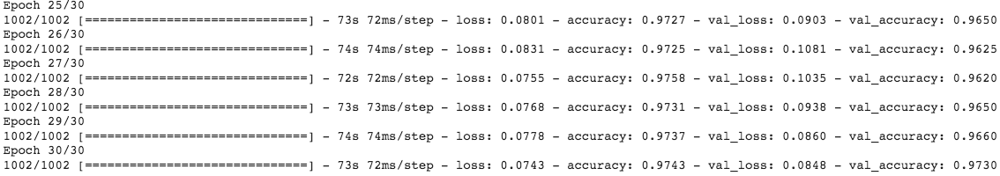 Epoch 25/30
1002/1002 [==============================] - 73s 72ms/step - loss: 0.0801 - accuracy: 0.9727 - val_loss: 0.0903 - val_accuracy: 0.9650
Epoch 26/30
1002/1002 [==============================] - 74s 74ms/step - loss: 0.0831 - accuracy: 0.9725 - val_loss: 0.1081 - val_accuracy: 0.9625
Epoch 27/30
1002/1002 [==============================] - 72s 72ms/step - loss: 0.0755 - accuracy: 0.9758 - val_loss: 0.1035 - val_accuracy: 0.9620
Epoch 28/30
1002/1002 [==============================] - 73s 73ms/step - loss: 0.0768 - accuracy: 0.9731 - val_loss: 0.0938 - val_accuracy: 0.9650
Epoch 29/30
1002/1002 [==============================] - 74s 74ms/step - loss: 0.0778 - accuracy: 0.9737 - val_loss: 0.0860 - val_accuracy: 0.9660
Epoch 30/30
1002/1002 [==============================] - 73s 72ms/step - loss: 0.0743 - accuracy: 0.9743 - val_loss: 0.0848 - val_accuracy: 0.9730